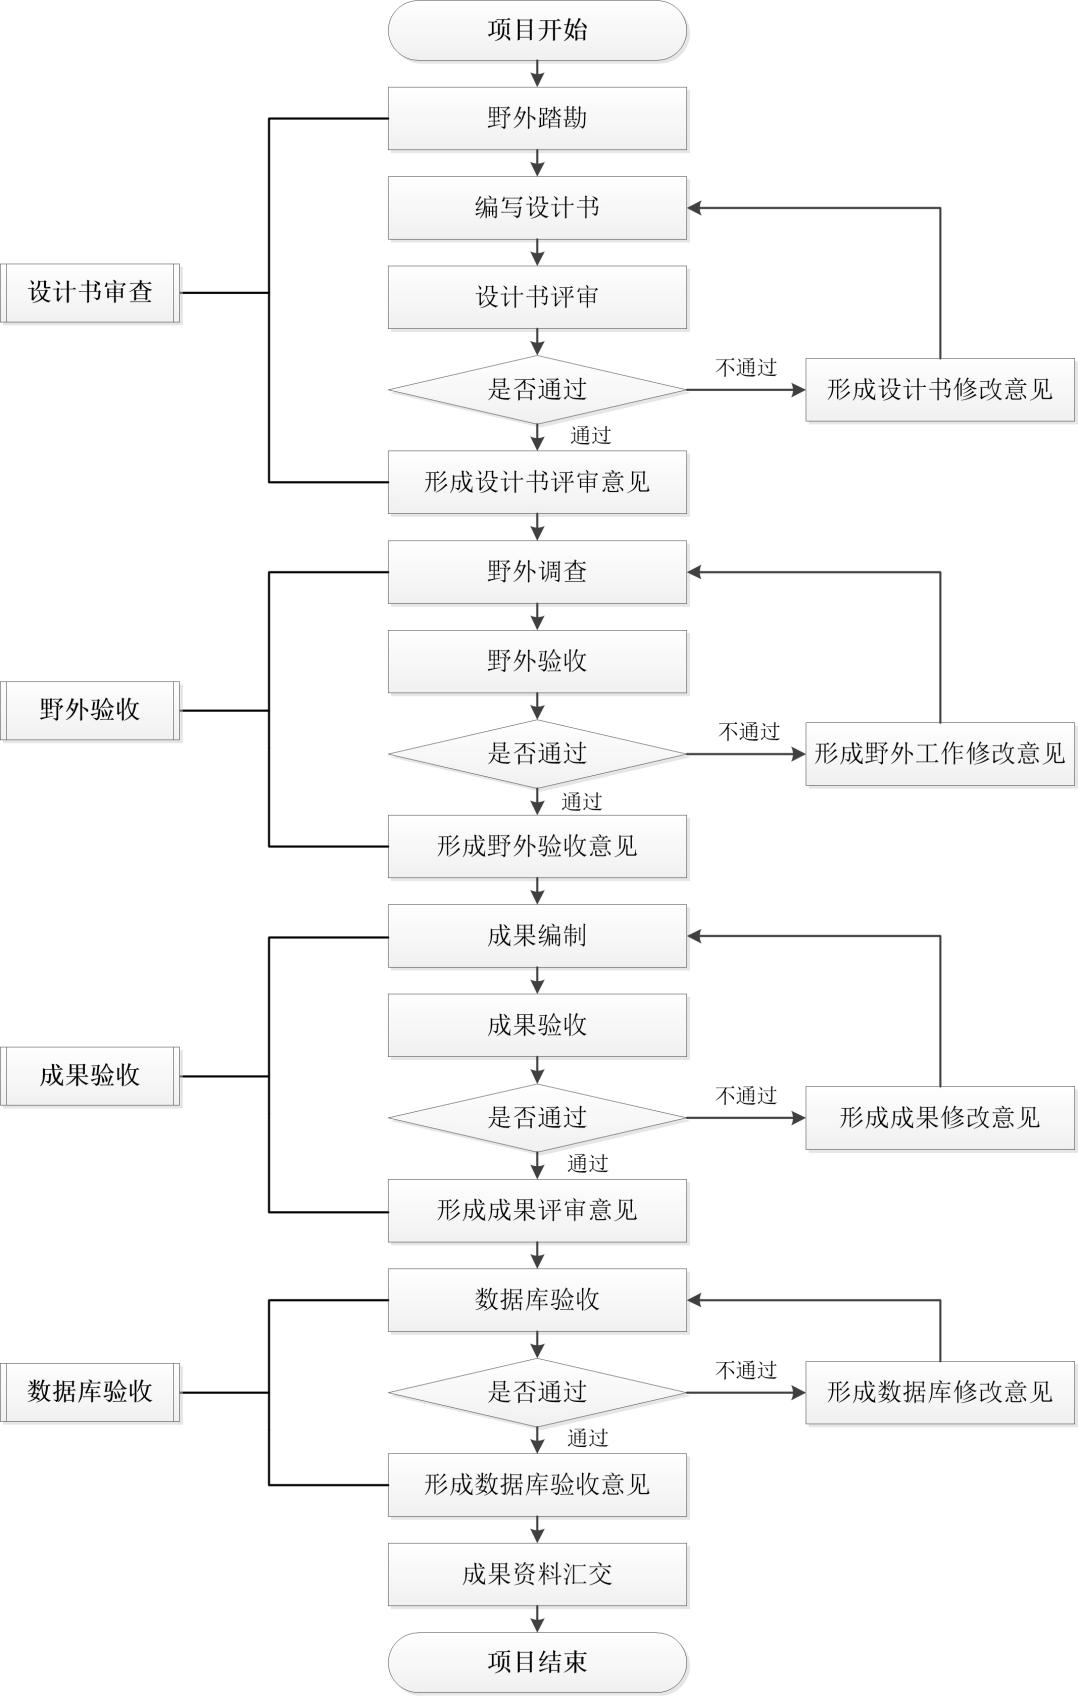 项目开始
野外踏勘
编写设计书
设计书审查
设计书评审
不通过
是否通过
形成设计书修改意见
通过
形成设计书评审意见
野外调查
野外验收
野外验收
不通过
是否通过
形成野外工作修改意见
通过
形成野外验收意见
成果编制
成果验收
成果验收
不通过
是否通过
形成成果修改意见
通过
形成成果评审意见
数据库验收
不通过
数据库验收
是否通过
形成数据库修改意见
通过
形成数据库验收意见
成果资料汇交
项目结束